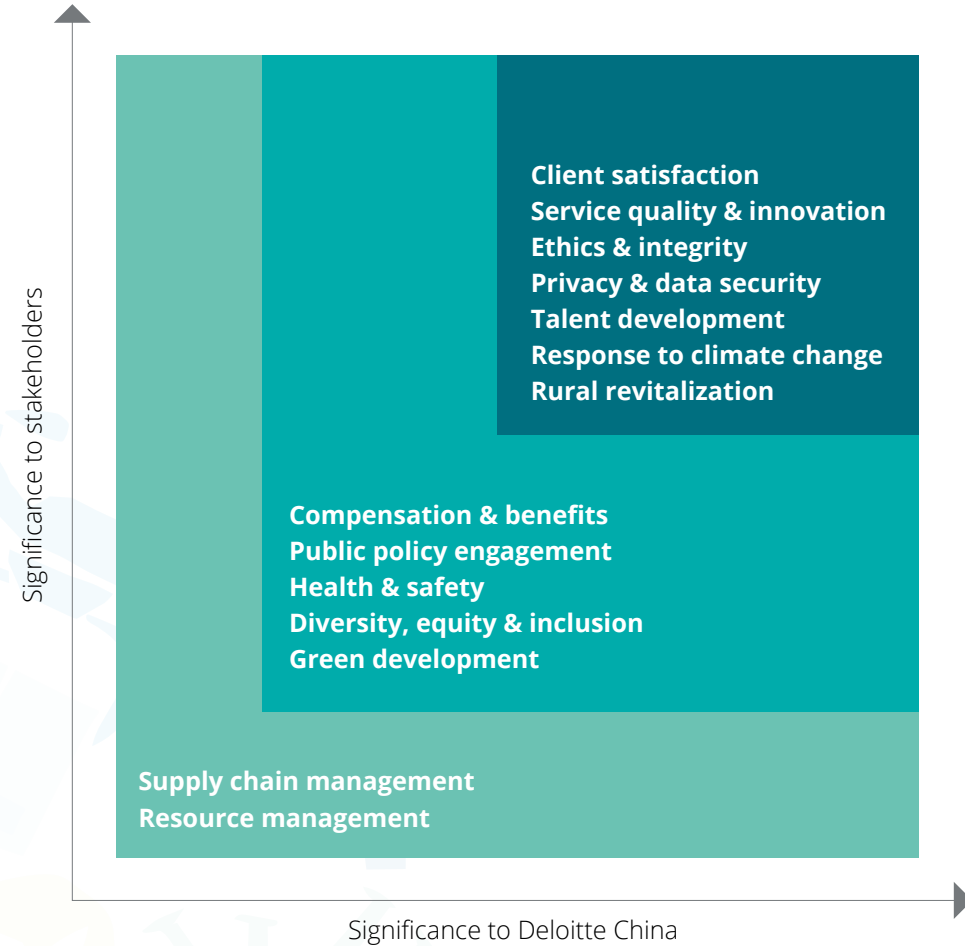 Significance to stakeholders
Client satisfaction
Service quality & innovation
Ethics & integrity
Privacy & data security
Talent development
Response to climate change
Rural revitalization
Compensation & benefits
Public policy engagement
Health & safety
Diversity, equity & inclusion
Green development
Supply chain management
Resource management
Significance to Deloitte China